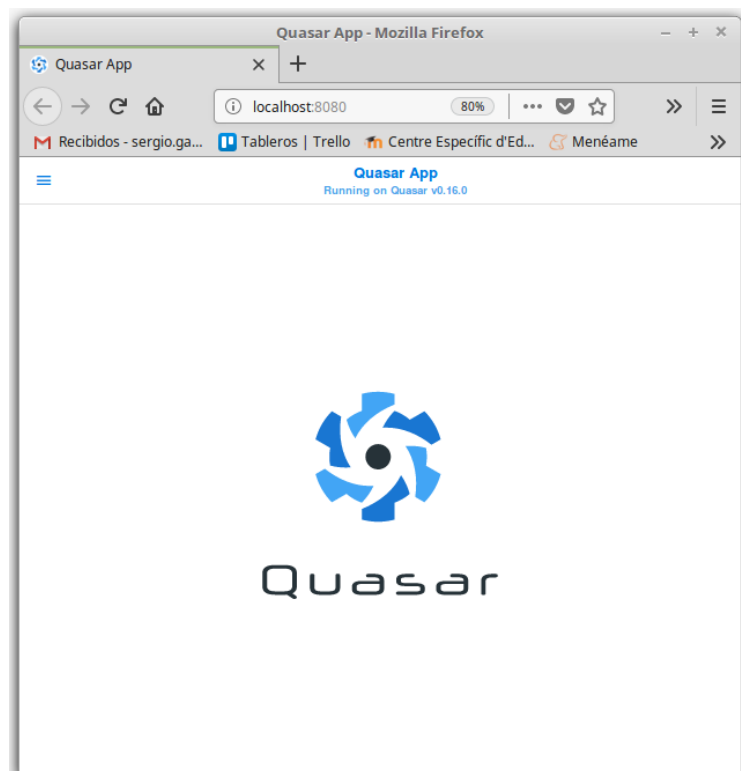 Quasar App - Mozilla Firefox
Quasar App
localhost:8080 80%
Recibidos - sergio.ga... Tableros | Trello Centre Específic d'Ed... Menéame
Quasar App
Running on Quasar v0.16.0
Quasar